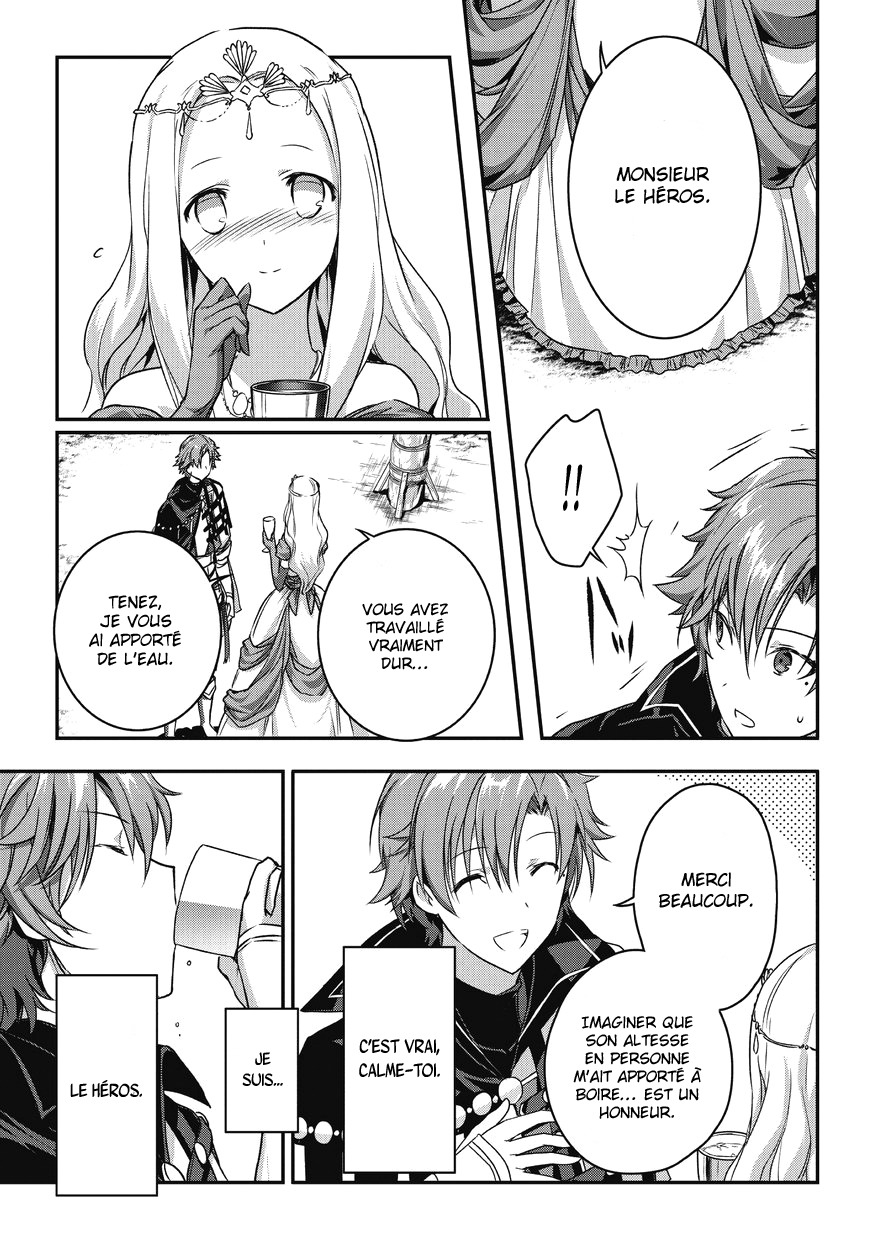 MONSIEUR
LE HÉROS.
!!
VOUS AVEZ
TRAVAILLÉ
VRAIMENT
DUR...
TENEZ,
JE VOUS
AI APPORTÉ
DE L'EAU.
MERCI
BEAUCOUP.
IMAGINER QUE
SON ALTESSE
EN PERSONNE
M'AIT APPORTÉ À
BOIRE... EST UN
HONNEUR.
C'EST VRAI,
CALME-TOI.
JE
SUIS...
LE HÉROS.